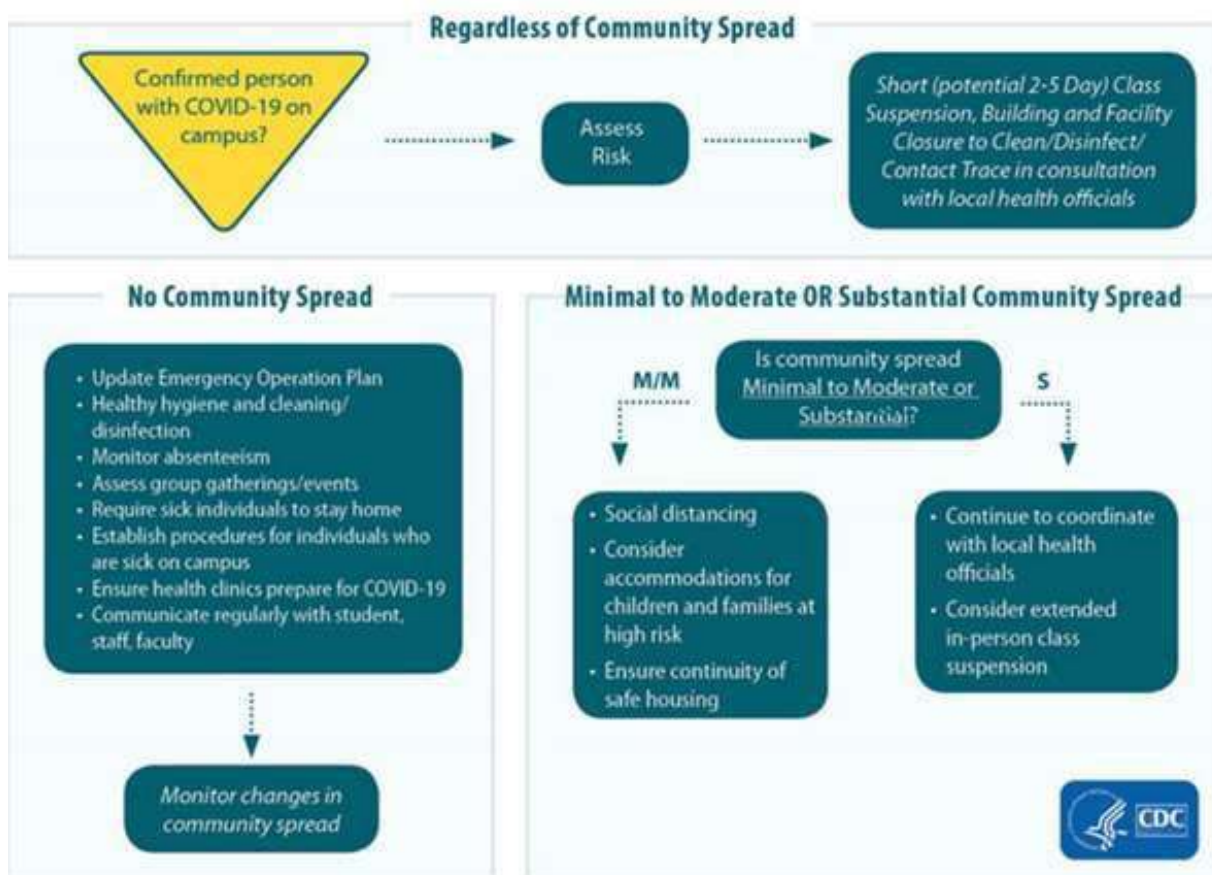 Regardless of Community Spread
Confirmed person
with COVID-19 on
campus?
Assess
Risk
Short (potential 2-5 Day) Class
Suspension, Building and Facility
Closure to Clean/Disinfect/
Contact Trace in consultation
with local health officials
No Community Spread
• Update Emergency Operation Plan
• Healthy hygiene and cleaning/
disinfection
• Monitor absenteeism
• Assess group gatherings/events
• Require sick individuals to stay home
• Establish procedures for individuals who
are sick on campus
• Ensure health clinics prepare for COVID-19
• Communicate regularly with student,
staff, faculty
Monitor changes in
community spread
Minimal to Moderate OR Substantial Community Spread
Is community spread
Minimal to Moderate or
Substantial?
M/M
S
• Social distancing
• Consider
accommodations for
children and families at
high risk
• Ensure continuity of
safe housing
• Continue to coordinate
with local health
officials
• Consider extended
in-person class
suspension
CDC